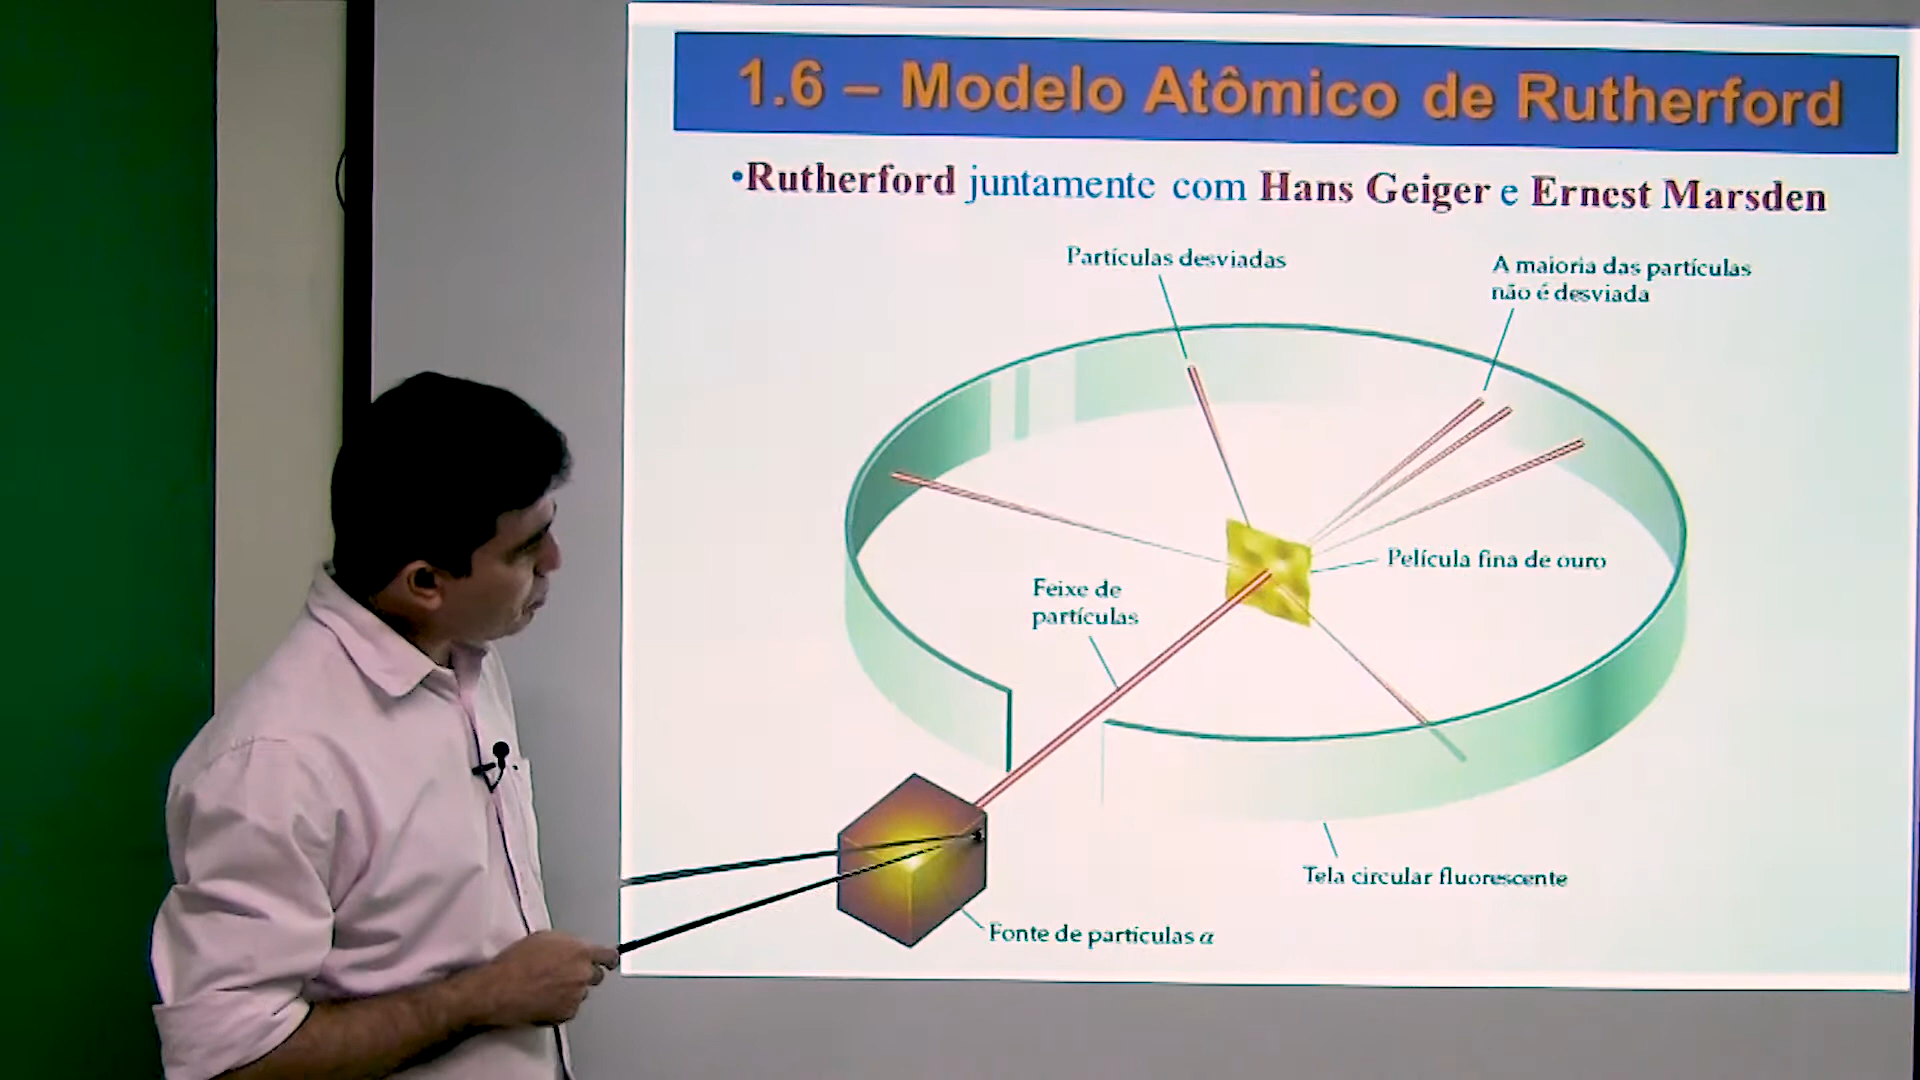 1.6 – Modelo Atômico de Rutherford
•Rutherford juntamente com Hans Geiger e Ernest Marsden
Partículas desviadas
A maioria das partículas
não é desviada
Película fina de ouro
Feixe de
partículas
Tela circular fluorescente
Fonte de partículas α